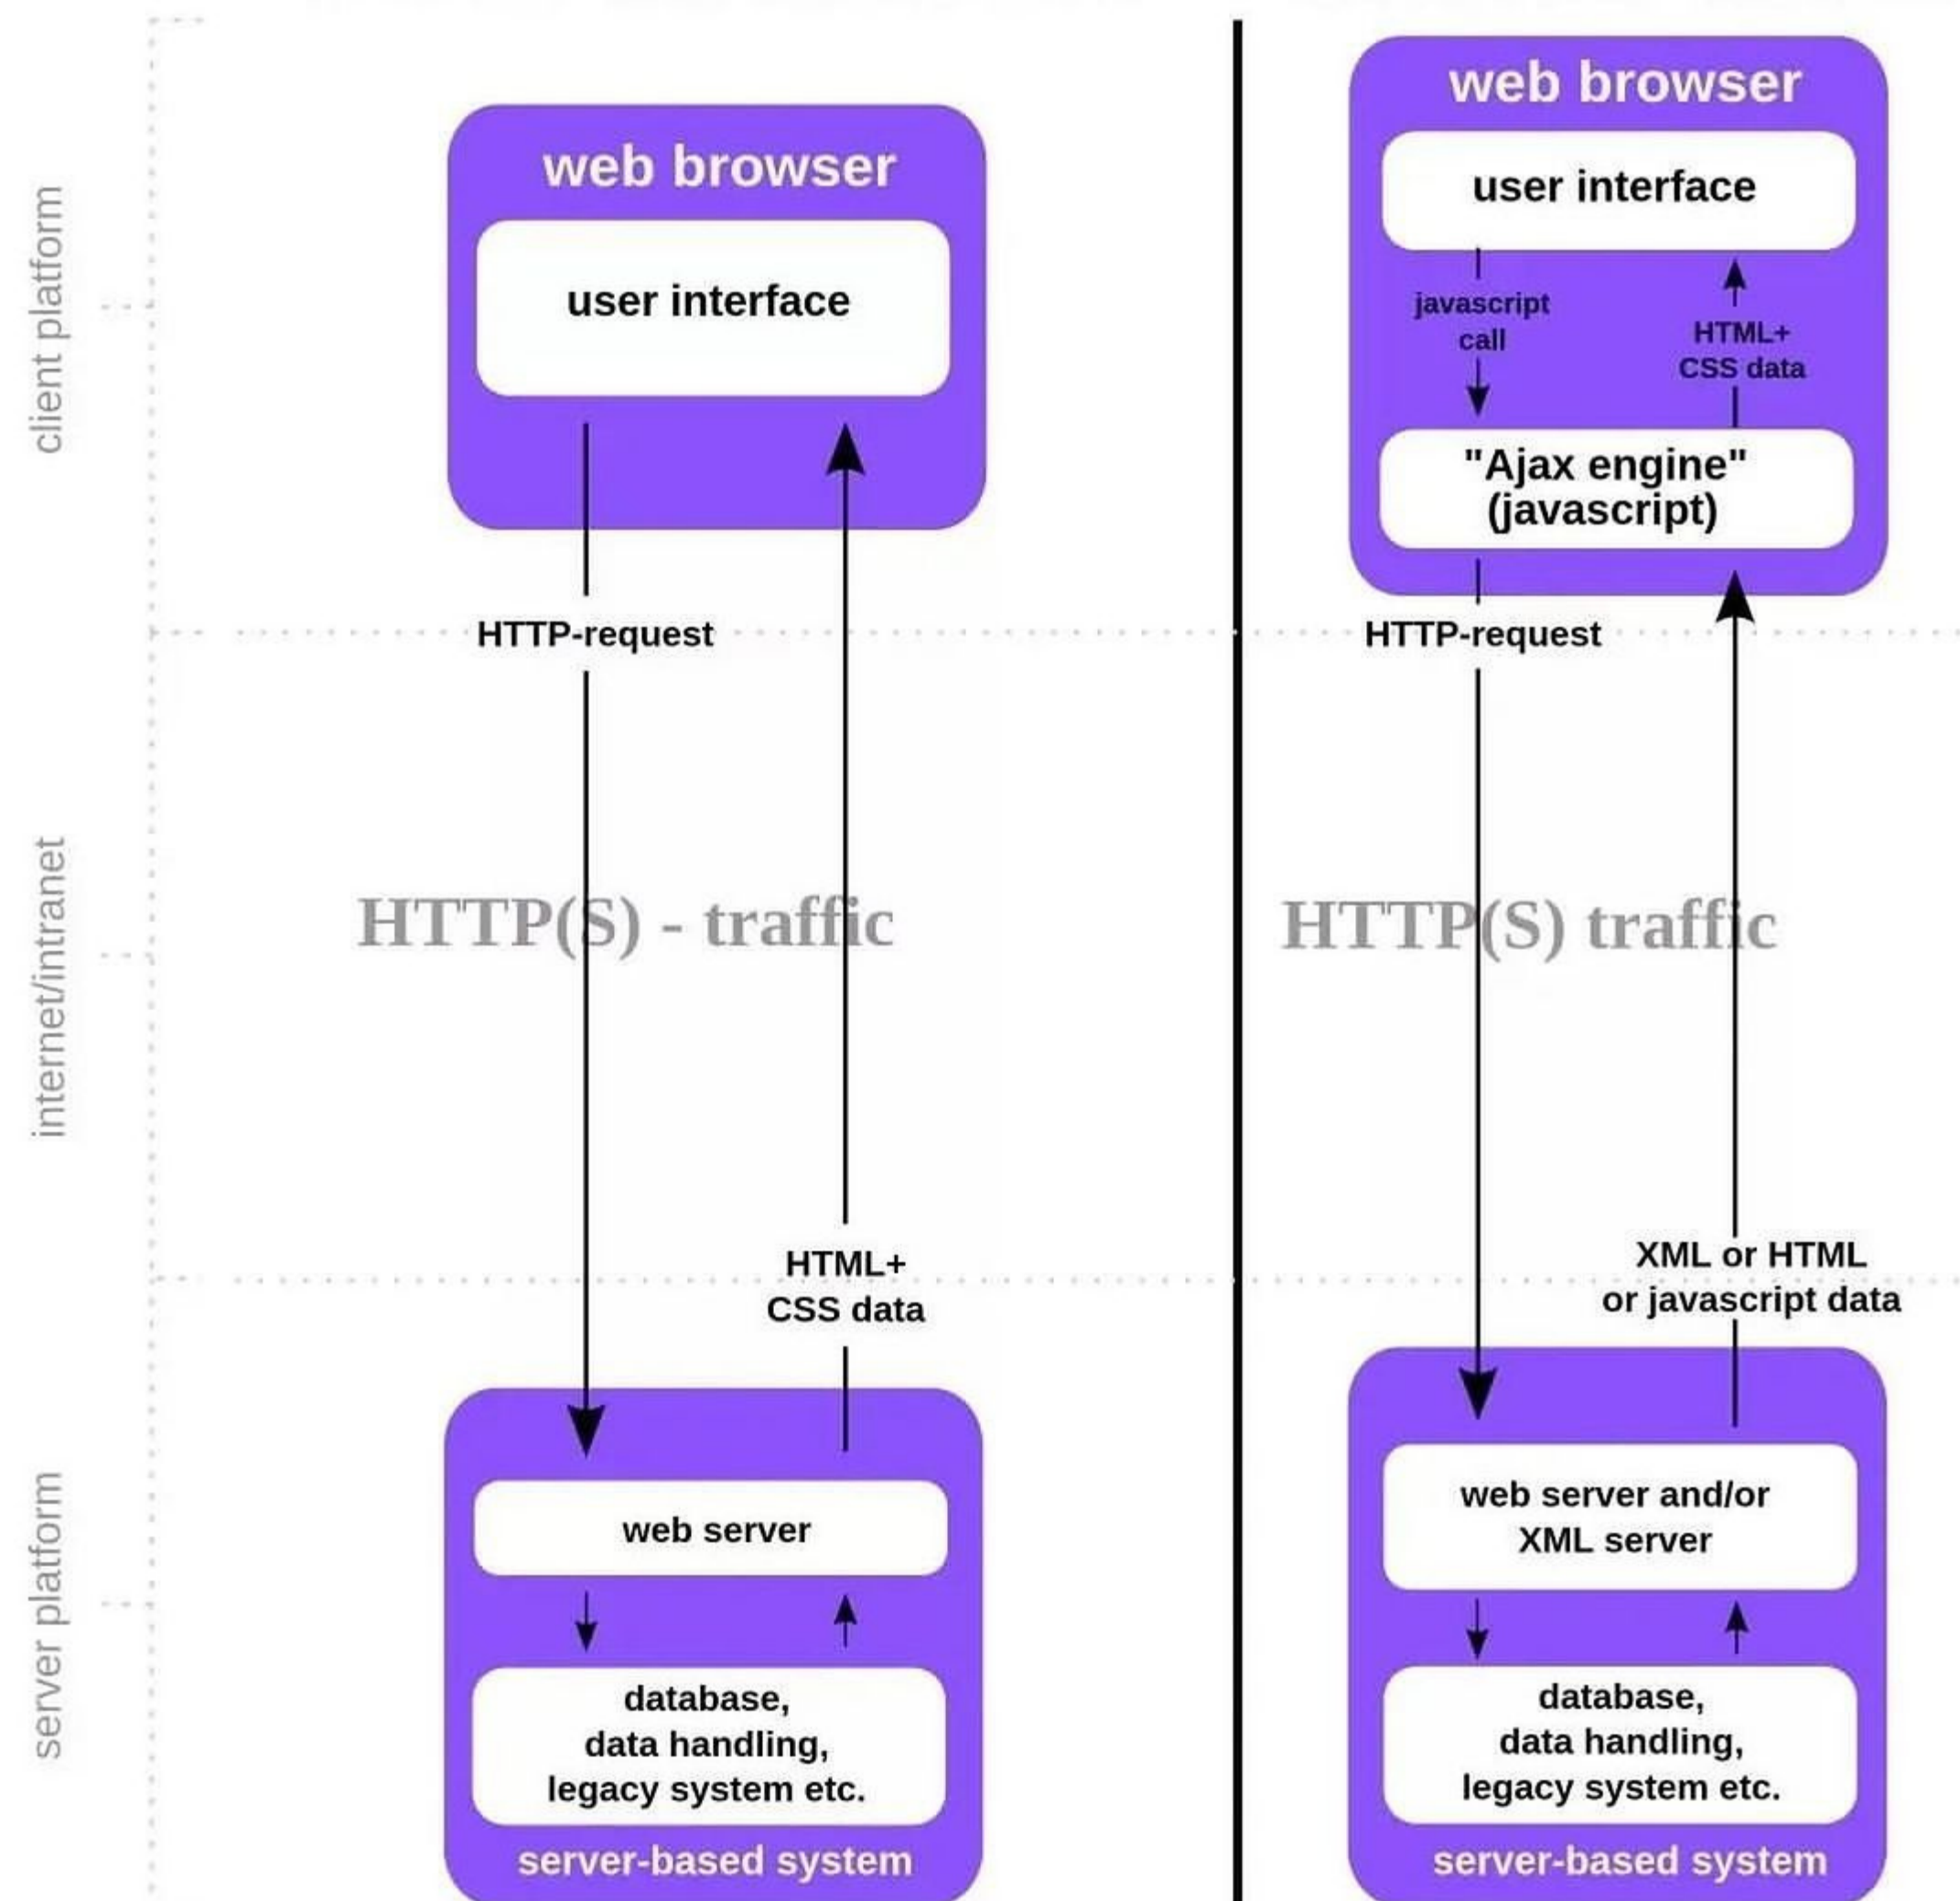 client platform
internet/intranet
server platform
web browser
user interface
HTTP-request
HTTP(S) - traffic
HTML+
CSS data
web server
database,
data handling,
legacy system etc.
server-based system
web browser
user interface
javascript
call
HTML+
CSS data
"Ajax engine"
(javascript)
HTTP-request
HTTP(S) traffic
XML or HTML
or javascript data
web server and/or
XML server
database,
data handling,
legacy system etc.
server-based system